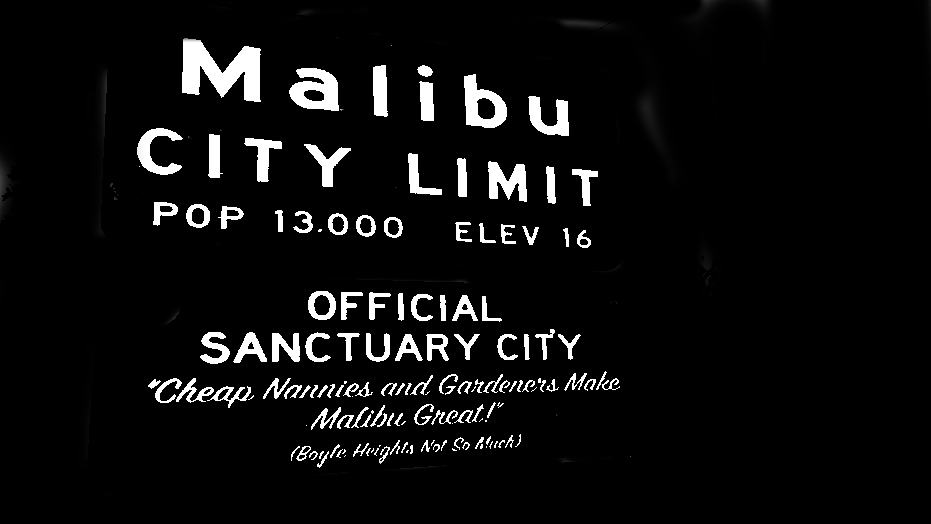 Malibu
CITY LIMIT
POP 13.000 ELEV 16
OFFICIAL
SANCTUARY CITY
"Cheap Nannies and Gardeners Make
Malibu Great!"
(Boyle Heights Not So Much)